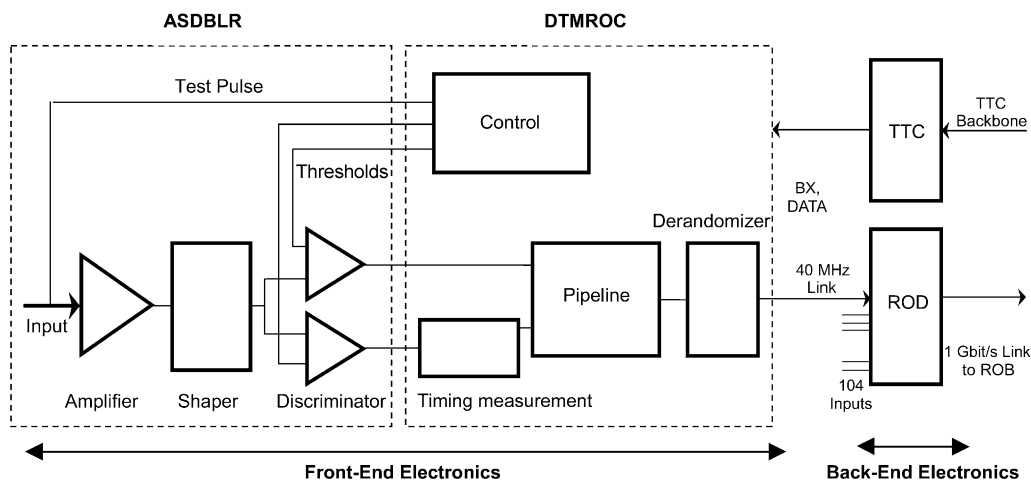 ASDBLR
DTMROC
Test Pulse
Control
TTC
TTC
Backbone
Thresholds
BX,
DATA
Derandomizer
Pipeline
40 MHz
Link
ROD
Input
1 Gbit/s Link
to ROB
104
Inputs
Amplifier
Shaper
Discriminator
Timing measurement
Front-End Electronics
Back-End Electronics